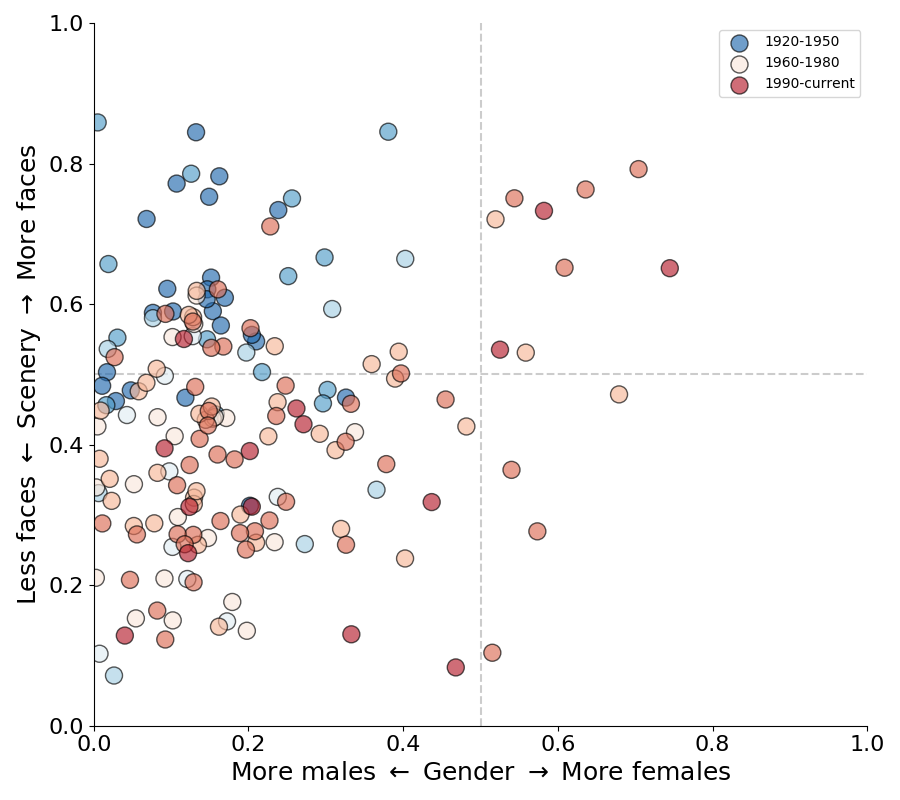 1.0
0.8
0.6
0.4
0.2
0.0
Less faces ← Scenery → More faces
1920-1950
1960-1980
1990-current
0.0 0.2 0.4 0.6 0.8 1.0
More males ← Gender → More females